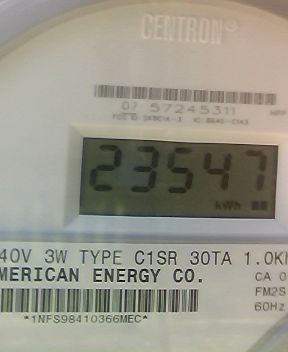 CENTRON®
07 57245311
23547
kWh
40V 3W TYPE C1SR 30TA 1.0K
MERICAN ENERGY CO.
CA 0
FM2S
60Hz
*1NFS98410366MEC*